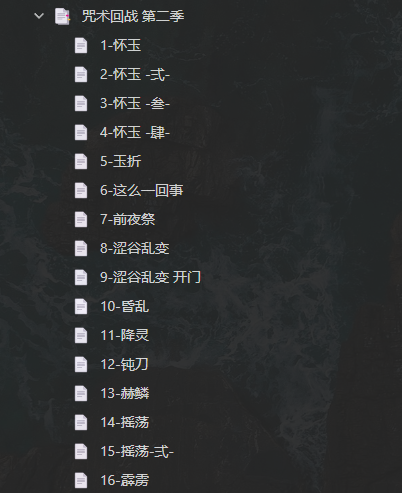 咒术回战 第二季
1-怀玉
2-怀玉 -弍-
3-怀玉 -叁-
4-怀玉 -肆-
5-玉折
6-这么一回事
7-前夜祭
8-涩谷乱变
9-涩谷乱变 开门
10-昏乱
11-降灵
12-钝刀
13-赫鳞
14-摇荡
15-摇荡-弍-
16-霹雳